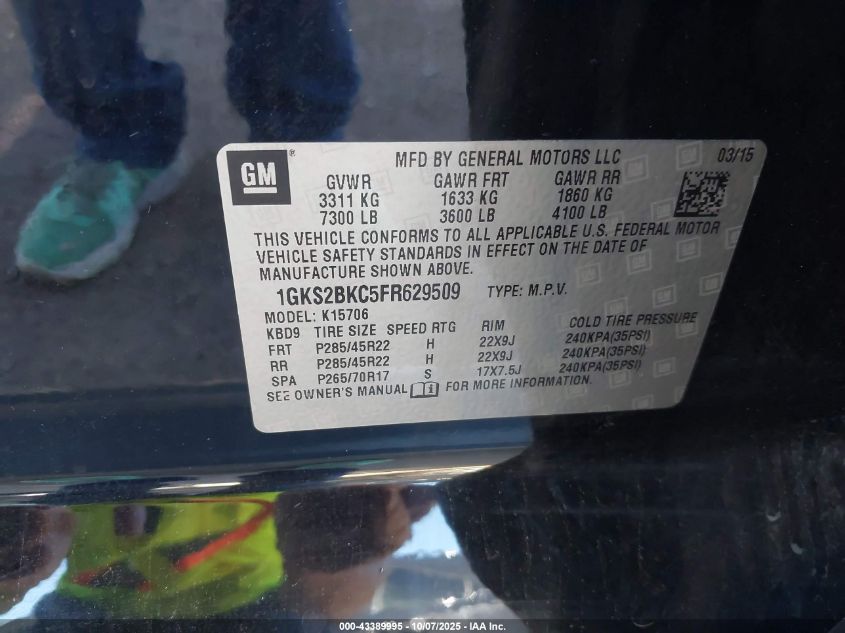 GM
MFD BY GENERAL MOTORS LLC 03/15
GVWR GAWR FRT GAWR RR
3311 KG 1633 KG 1860 KG
7300 LB 3600 LB 4100 LB
THIS VEHICLE CONFORMS TO ALL APPLICABLE U.S. FEDERAL MOTOR
VEHICLE SAFETY STANDARDS IN EFFECT ON THE DATE OF
MANUFACTURE SHOWN ABOVE.
1GKS2BKC5FR629509 TYPE: M.P.V.
MODEL: K15706
KBD9 TIRE SIZE SPEED RTG RIM COLD TIRE PRESSURE
FRT P285/45R22 H 22X9J 240KPA(35PSI)
RR P285/45R22 H 22X9J 240KPA(35PSI)
SPA P265/70R17 S 17X7.5J 240KPA(35PSI)
SEE OWNER'S MANUAL FOR MORE INFORMATION.
000-43389995 - 10/07/2025 - IAA Inc.